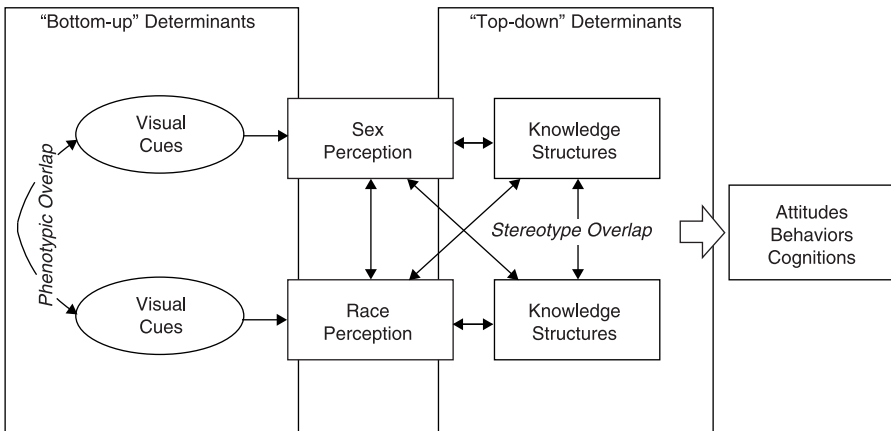 “Bottom-up” Determinants
“Top-down” Determinants
Visual
Cues
Sex
Perception
Knowledge
Structures
Phenotypic Overlap
Stereotype Overlap
Attitudes
Behaviors
Cognitions
Visual
Cues
Race
Perception
Knowledge
Structures